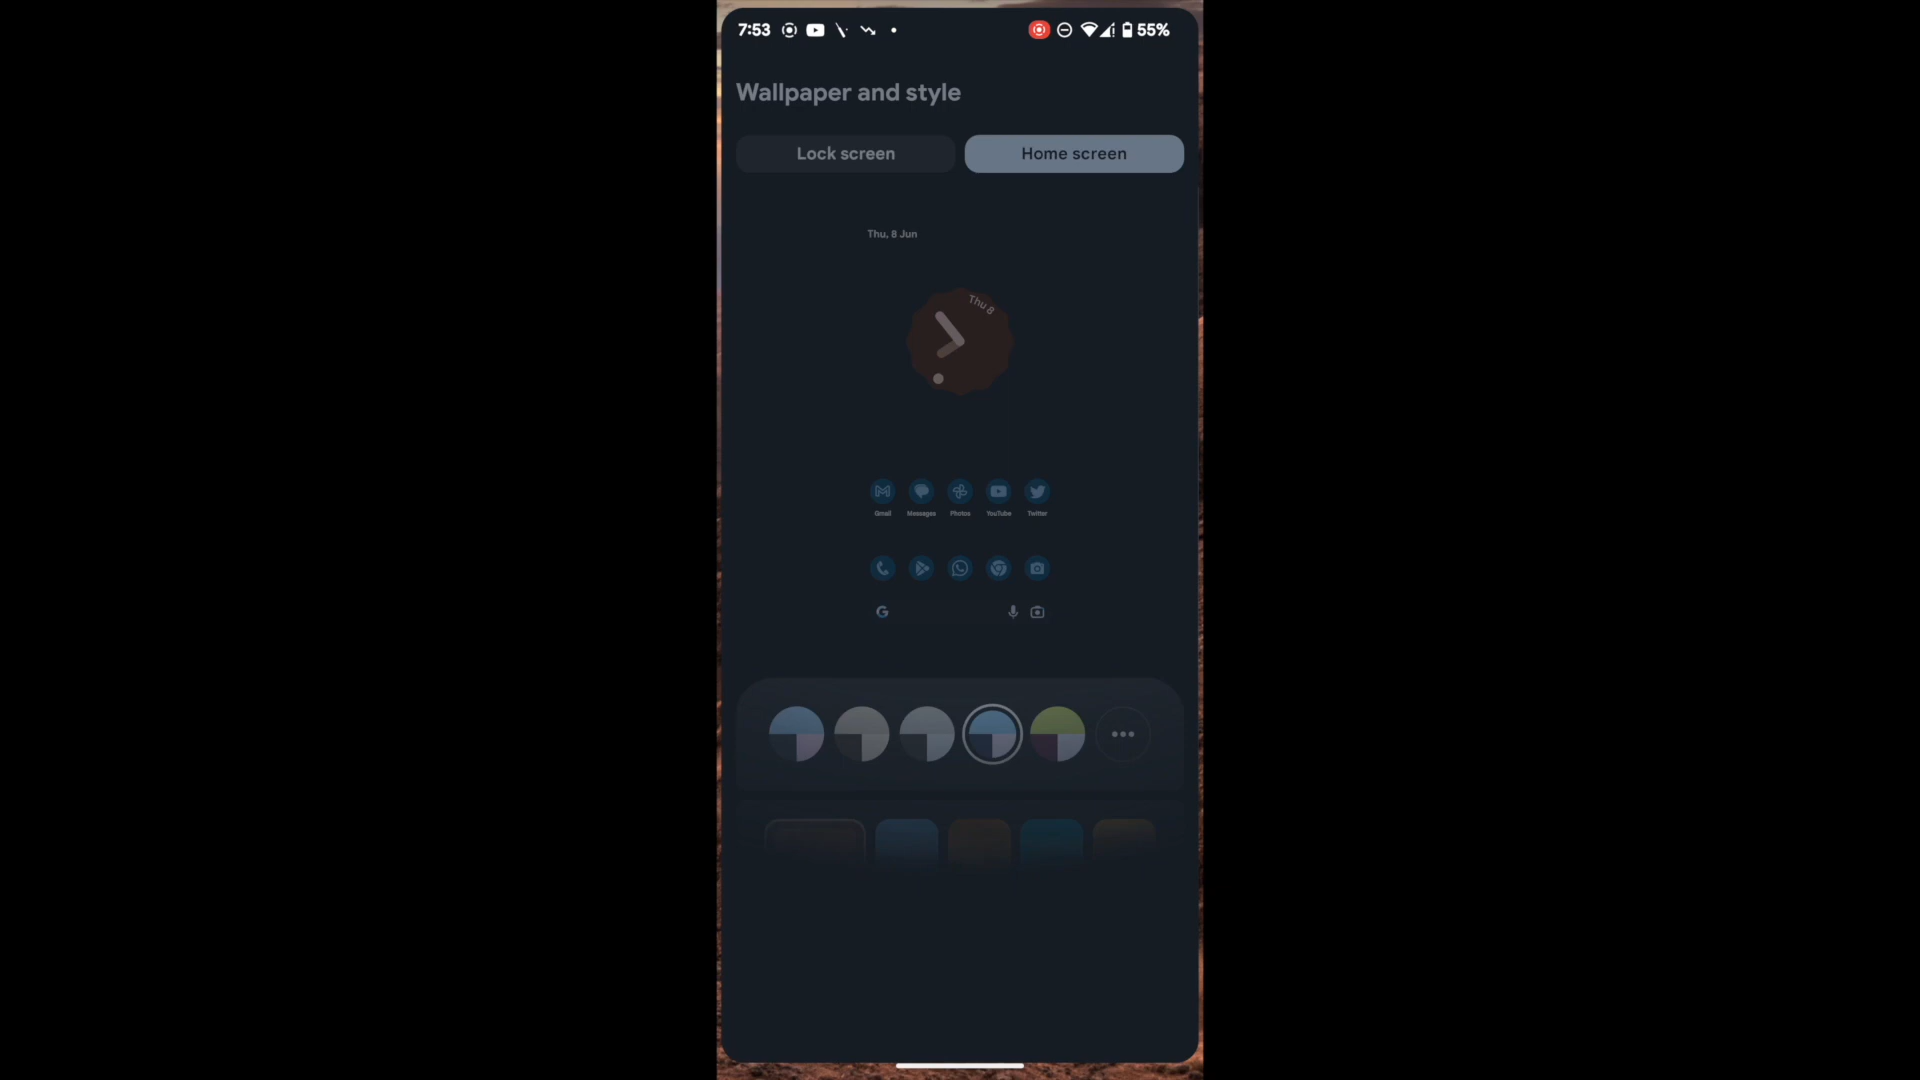 7:53 55%
Wallpaper and style
Lock screen Home screen
Thu, 8 Jun
Thu 8
Gmail Messages Photos YouTube Twitter
G